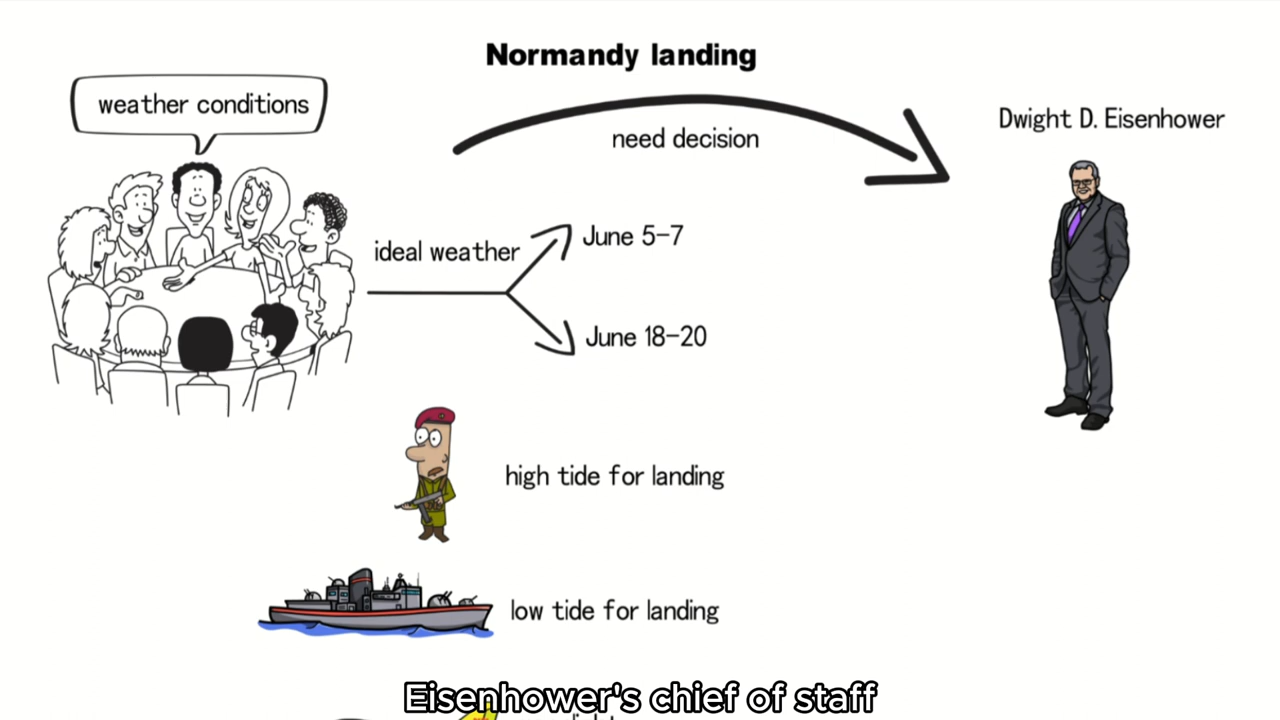 Normandy landing
weather conditions
need decision
Dwight D. Eisenhower
ideal weather
June 5-7
June 18-20
high tide for landing
low tide for landing
Eisenhower's chief of staff